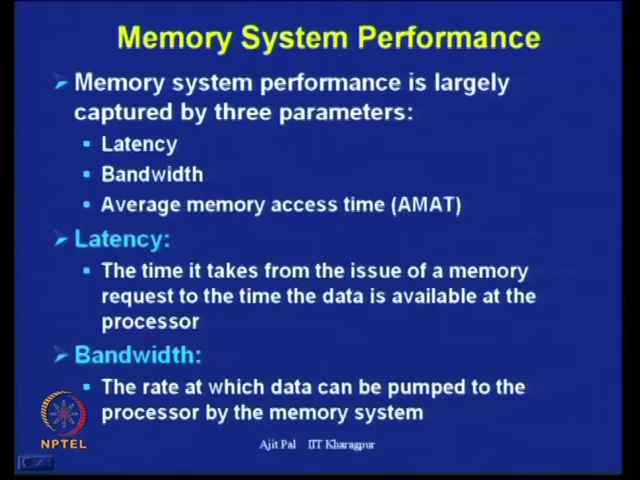 Memory System Performance
Memory system performance is largely
captured by three parameters:
Latency
Bandwidth
Average memory access time (AMAT)
Latency:
The time it takes from the issue of a memory
request to the time the data is available at the
processor
Bandwidth:
The rate at which data can be pumped to the
processor by the memory system
NPTEL
Ajit Pal IIT Kharagpur